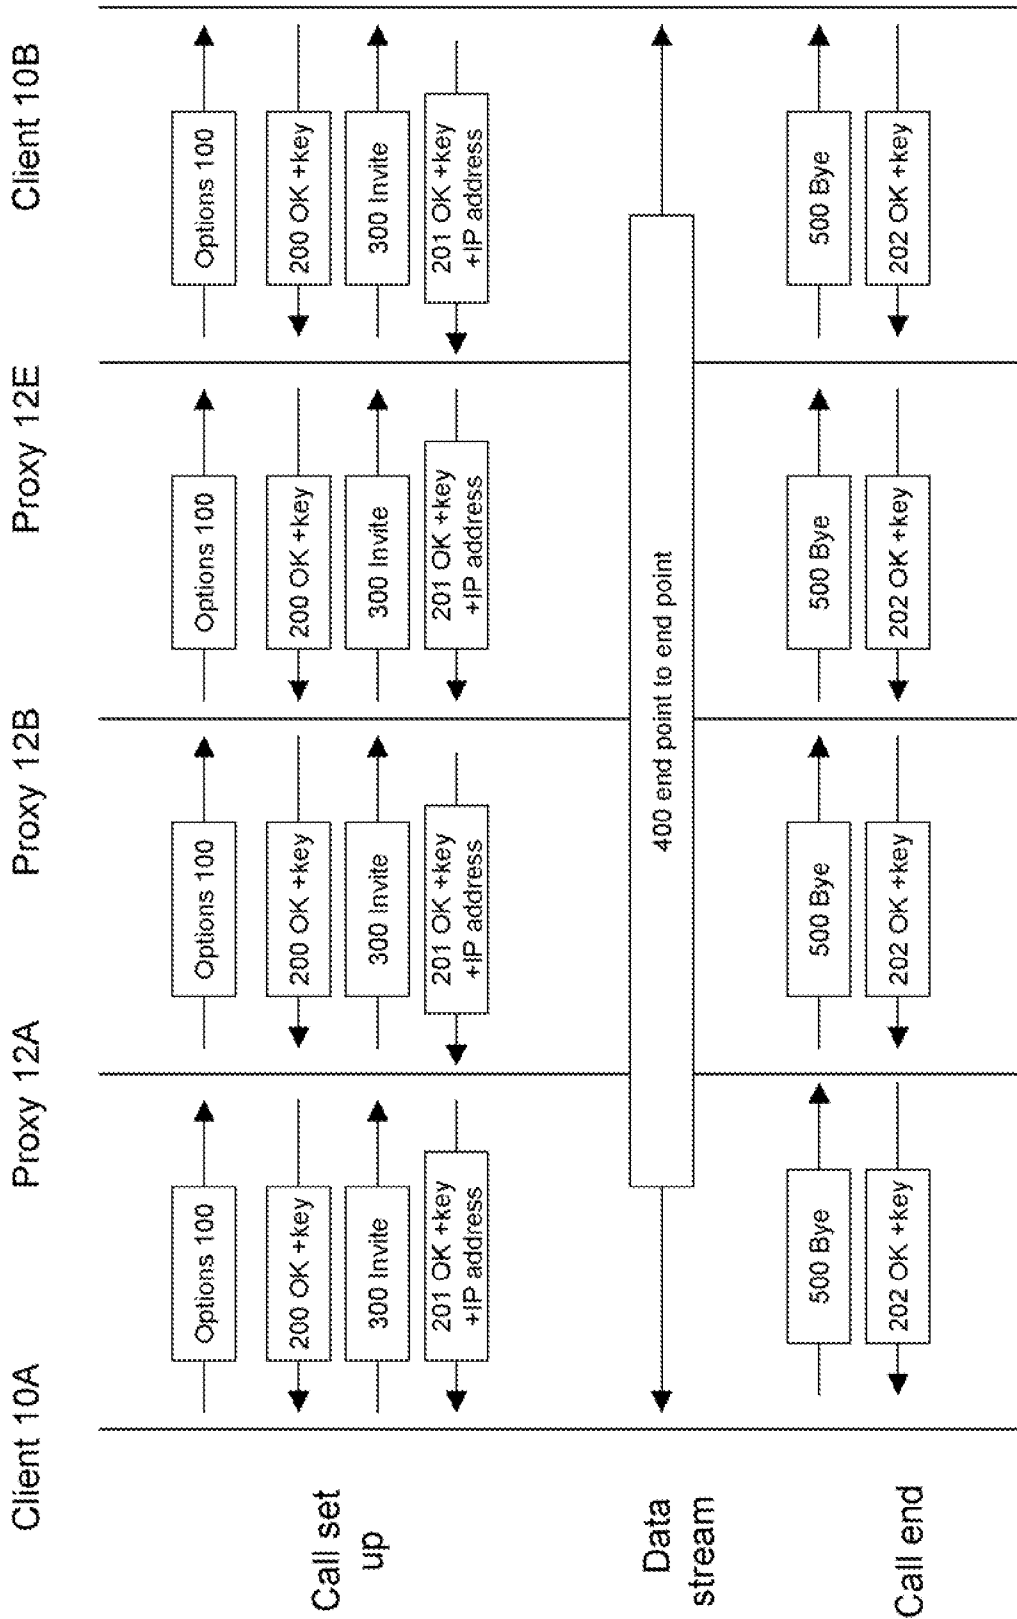 Client 10A
Proxy 12A
Proxy 12B
Proxy 12E
Client 10B
Call set
up
Options 100
Options 100
Options 100
Options 100
200 OK +key
200 OK +key
200 OK +key
200 OK +key
300 Invite
300 Invite
300 Invite
300 Invite
201 OK +key
+IP address
201 OK +key
+IP address
201 OK +key
+IP address
201 OK +key
+IP address
Data
stream
400 end point to end point
Call end
500 Bye
500 Bye
500 Bye
500 Bye
202 OK +key
202 OK +key
202 OK +key
202 OK +key